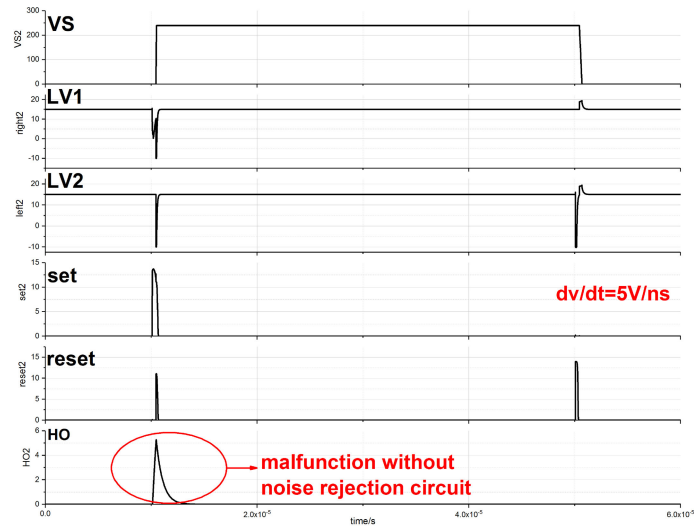 VS
VS2
300
200
100
0
LV1
right2
20
10
0
-10
LV2
left2
20
10
0
-10
set
set2
15
10
5
0
dv/dt=5V/ns
reset
reset2
15
10
5
0
HO
HO2
6
4
2
0
malfunction without
noise rejection circuit
0.0
2.0x10-5
4.0x10-5
6.0x10-5
time/s